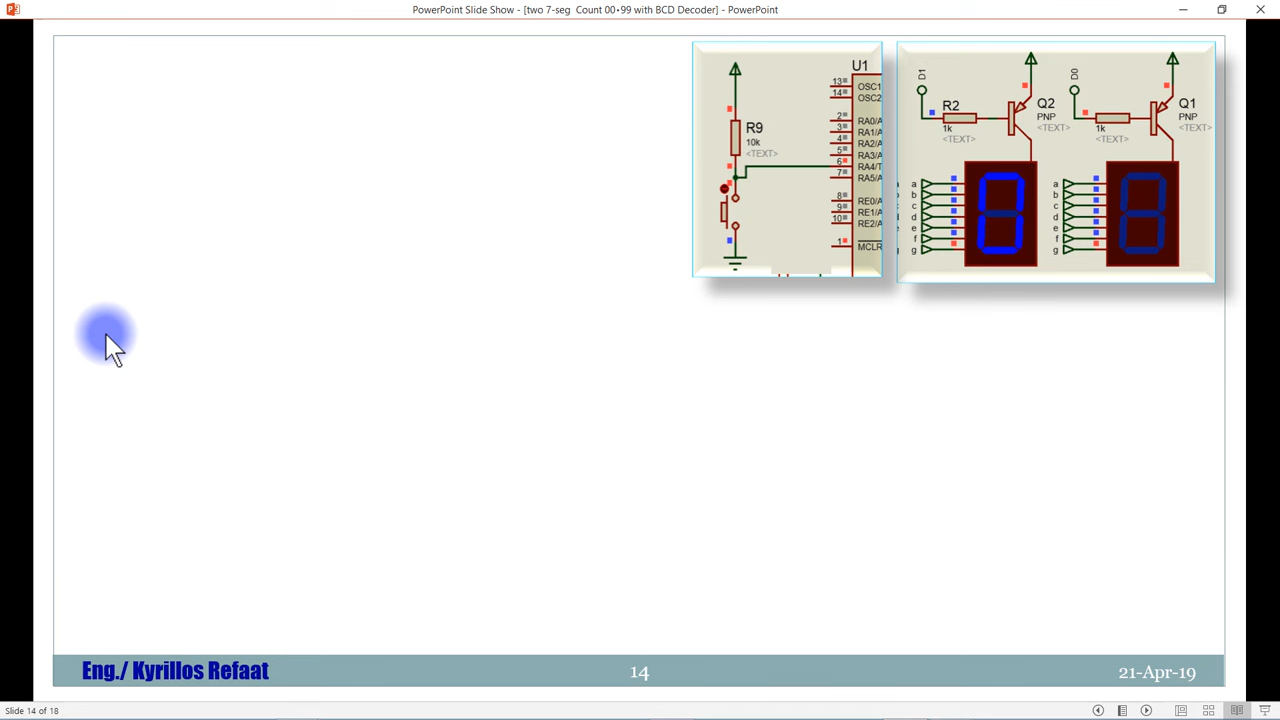 PowerPoint Slide Show - [two 7-seg  Count 00•99 with BCD Decoder] - PowerPoint
U1
13
OSC1
14
OSC2
R9
10k
<TEXT>
2
RA0/A
3
RA1/A
4
RA2/A
5
RA3/A
6
RA4/T
7
RA5/A
8
RE0/A
9
RE1/A
10
RE2/A
1
MCLR
D1
R2
1k
<TEXT>
Q2
PNP
<TEXT>
D0
1k
<TEXT>
Q1
PNP
<TEXT>
a
b
c
d
e
f
g
a
b
c
d
e
f
g
Eng./ Kyrillos Refaat
14
21-Apr-19
Slide 14 of 18